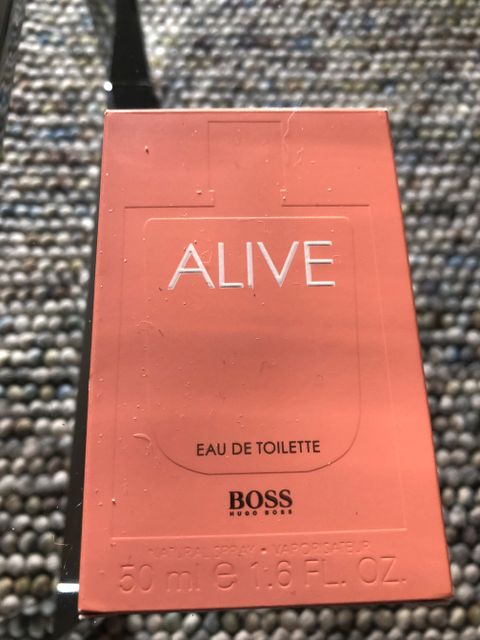 ALIVE
EAU DE TOILETTE
BOSS
HUGO BOSS
NATURAL SPRAY • VAPORISATEUR
50 ml e 1.6 FL. OZ.